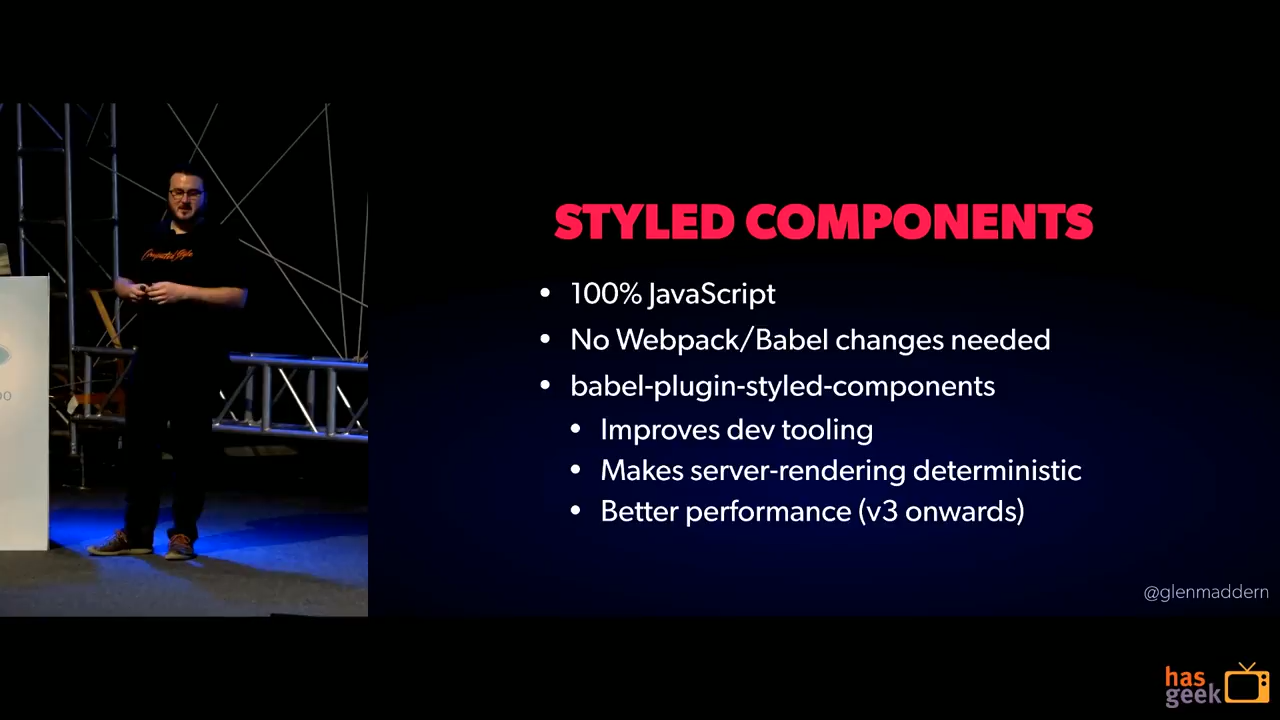 STYLED COMPONENTS
• 100% JavaScript
• No Webpack/Babel changes needed
• babel-plugin-styled-components
• Improves dev tooling
• Makes server-rendering deterministic
• Better performance (v3 onwards)
@glenmaddern
has
geek